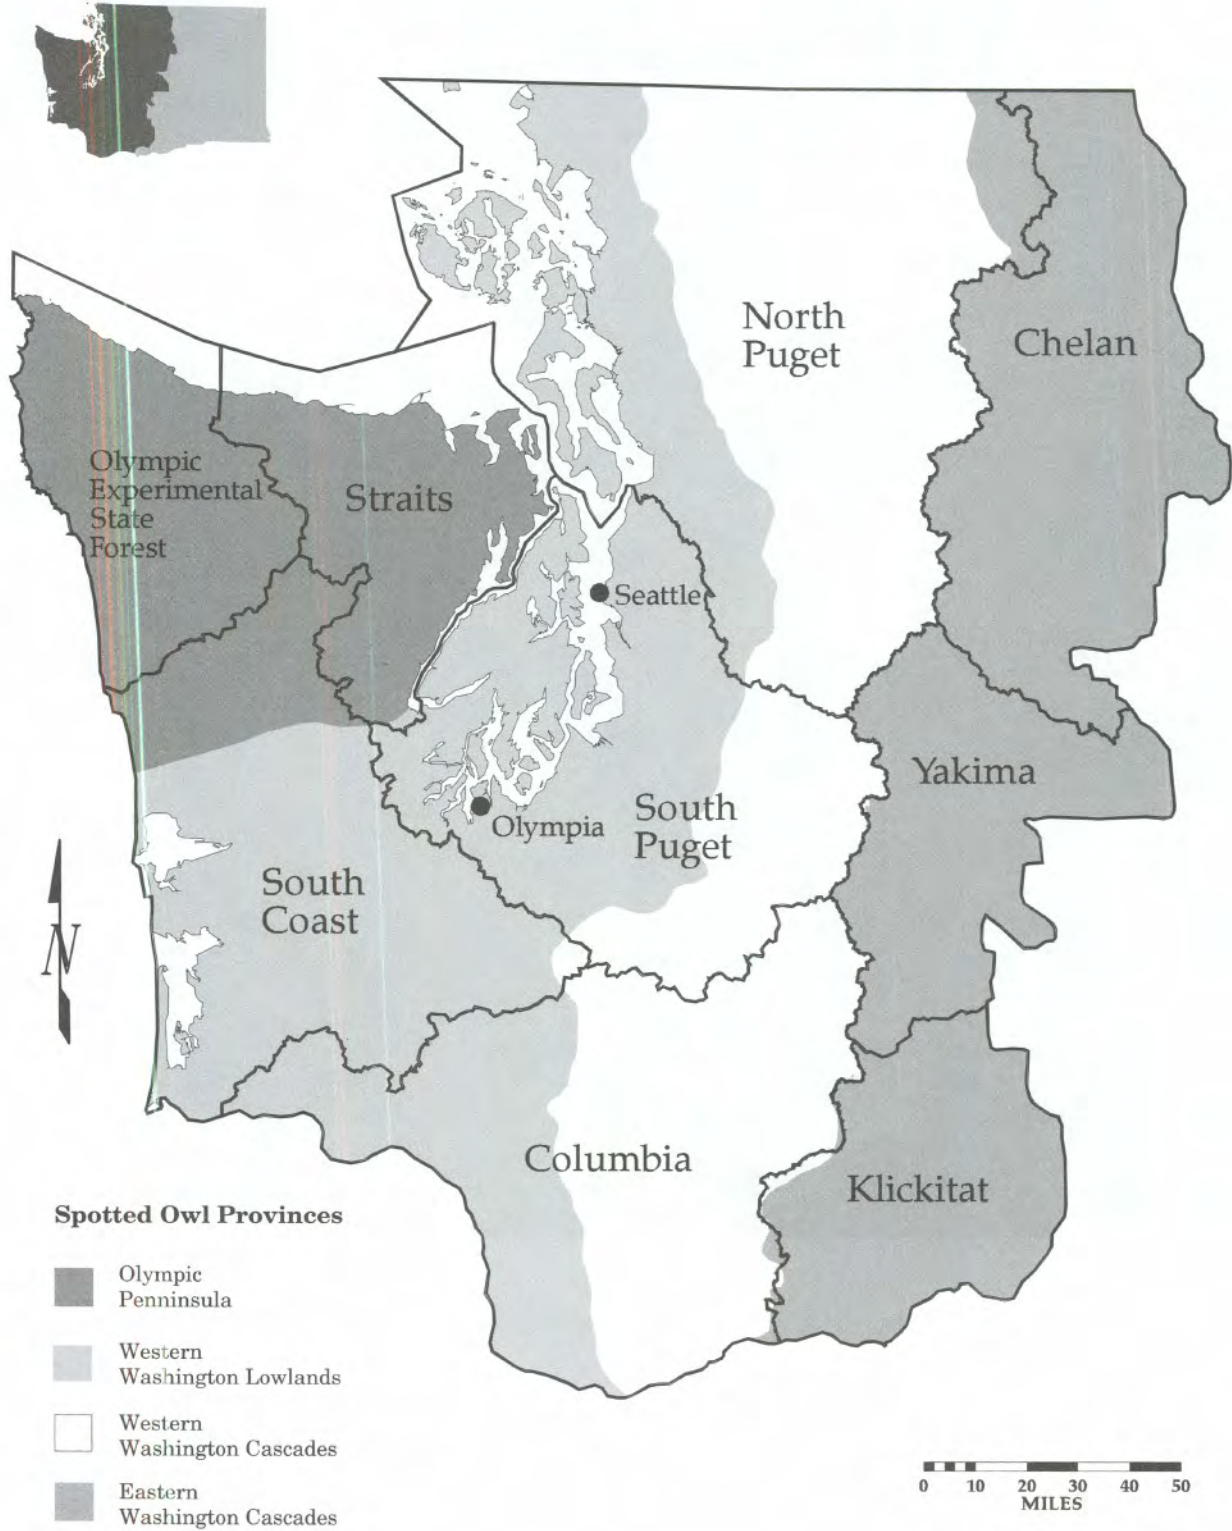 North
Puget
Chelan
Olympic
Experimental
State
Forest
Straits
Seattle
Yakima
South
Puget
Olympia
South
Coast
N
Columbia
Klickitat
Spotted Owl Provinces
Olympic
Penninsula
Western
Washington Lowlands
Western
Washington Cascades
Eastern
Washington Cascades
0 10 20 30 40 50
MILES